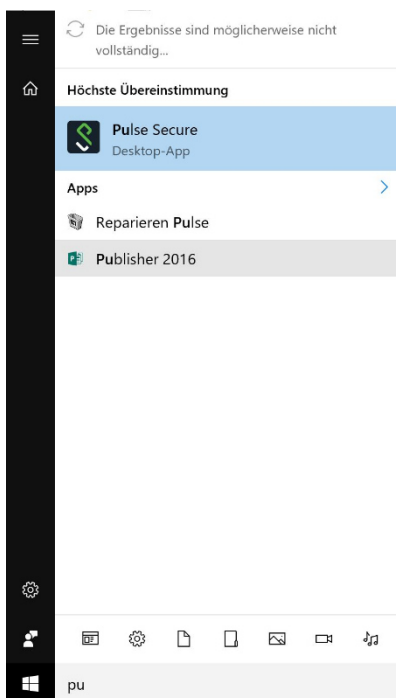 Die Ergebnisse sind möglicherweise nicht
vollständig...
Höchste Übereinstimmung
Pulse Secure
Desktop-App
Apps
Reparieren Pulse
Publisher 2016
pu